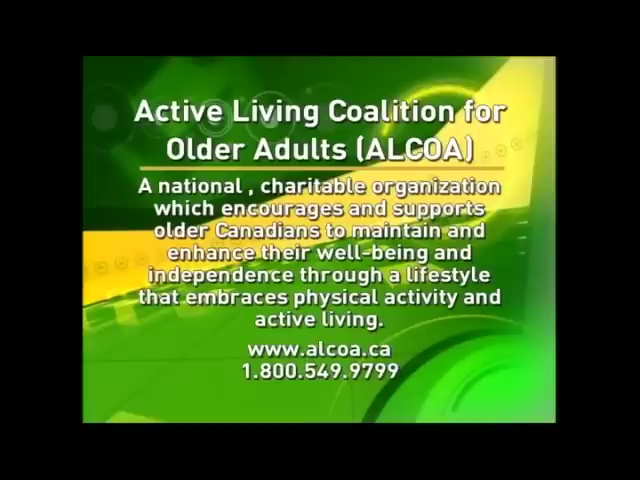 Active Living Coalition for
Older Adults (ALCOA)
A national , charitable organization
which encourages and supports
older Canadians to maintain and
enhance their well-being and
independence through a lifestyle
that embraces physical activity and
active living.
www.alcoa.ca
1.800.549.9799